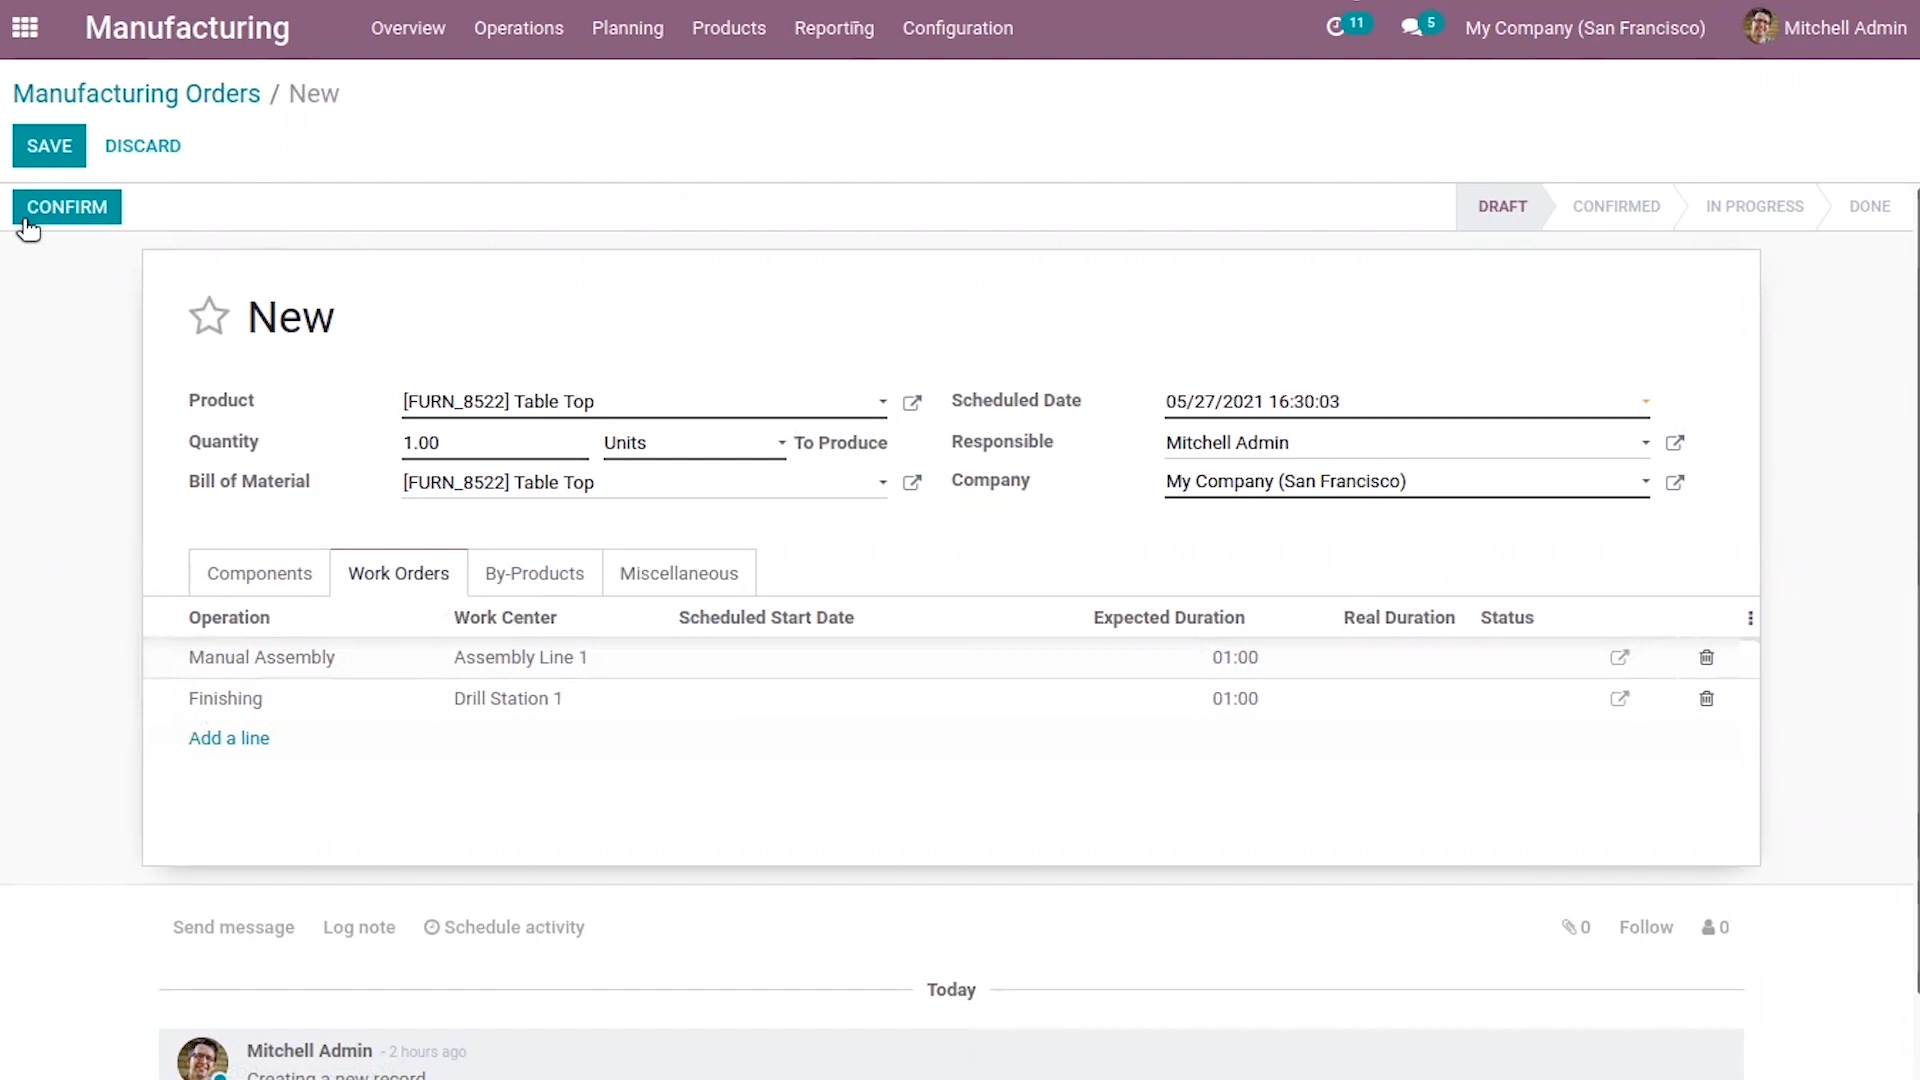 Manufacturing Overview Operations Planning Products Reporting Configuration 11 5 My Company (San Francisco) Mitchell Admin
Manufacturing Orders / New
SAVE DISCARD
CONFIRM DRAFT CONFIRMED IN PROGRESS DONE
New
Product [FURN_8522] Table Top Scheduled Date 05/27/2021 16:30:03
Quantity 1.00 Units To Produce Responsible Mitchell Admin
Bill of Material [FURN_8522] Table Top Company My Company (San Francisco)
Components Work Orders By-Products Miscellaneous
Operation Work Center Scheduled Start Date Expected Duration Real Duration Status
Manual Assembly Assembly Line 1 01:00
Finishing Drill Station 1 01:00
Add a line
Send message Log note Schedule activity 0 Follow 0
Today
Mitchell Admin - 2 hours ago
Creating a new record